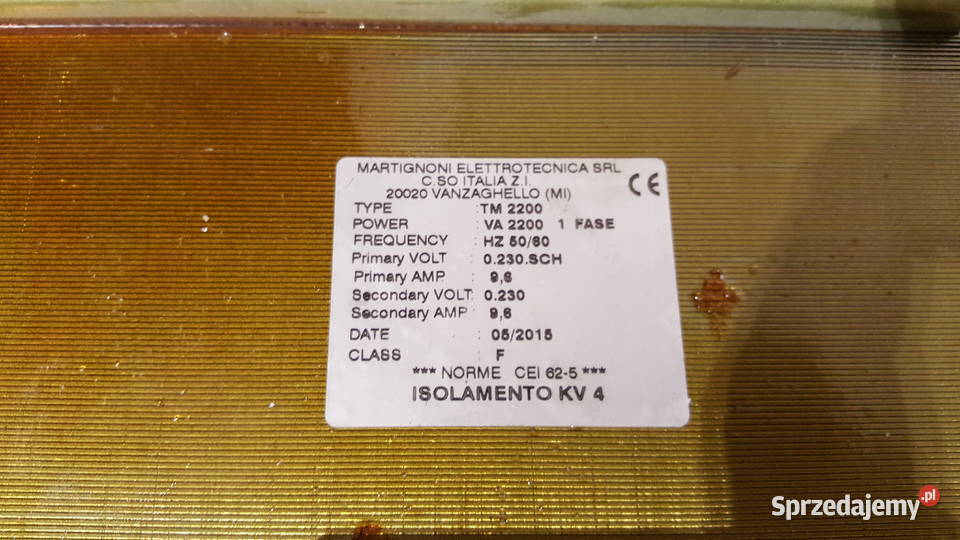 MARTIGNONI ELETTROTECNICA SRL
C.SO ITALIA Z.I.
20020 VANZAGHELLO (MI)
CE
TYPE : TM 2200
POWER : VA 2200 1 FASE
FREQUENCY : HZ 50/60
Primary VOLT : 0.230.SCH
Primary AMP. : 9,6
Secondary VOLT: 0.230
Secondary AMP : 9,6
DATE : 05/2015
CLASS : F
*** NORME CEI 62-5 ***
ISOLAMENTO KV 4
Sprzedajemy.pl